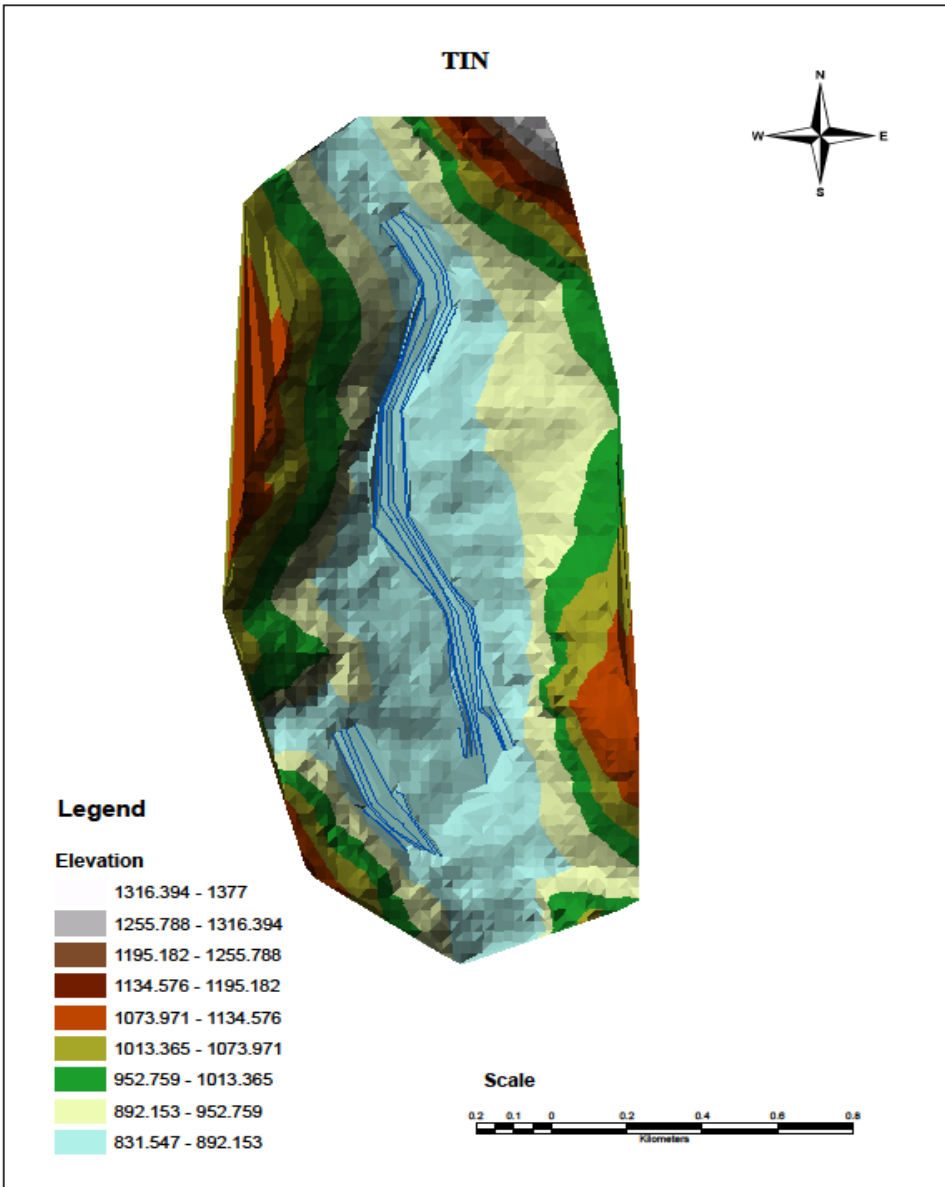 TIN
N
W E
S
Legend
Elevation
1316.394 - 1377
1255.788 - 1316.394
1195.182 - 1255.788
1134.576 - 1195.182
1073.971 - 1134.576
1013.365 - 1073.971
952.759 - 1013.365
892.153 - 952.759
831.547 - 892.153
Scale
0.2 0.1 0 0.2 0.4 0.6 0.8
Kilometers